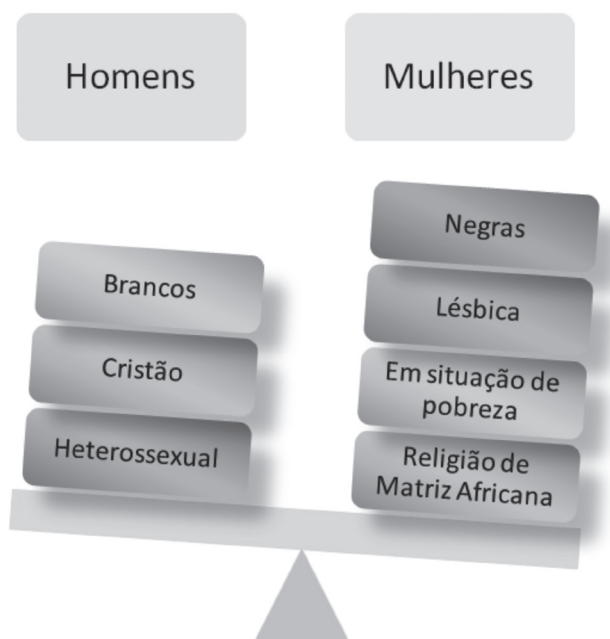 Homens
Mulheres
Brancos
Cristão
Heterossexual
Negras
Lésbica
Em situação de
pobreza
Religião de
Matriz Africana